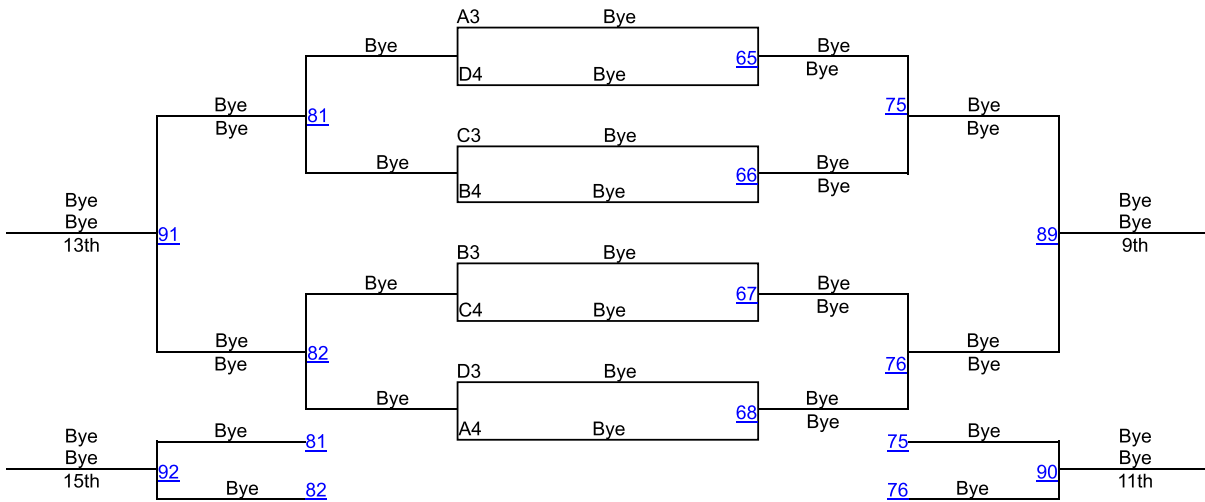 A3 Bye
Bye Bye
65
D4 Bye Bye
Bye Bye
81 75
Bye Bye
C3 Bye
Bye Bye
66
B4 Bye Bye
Bye Bye
Bye Bye
91 89
13th 9th
B3 Bye
Bye Bye
67
C4 Bye Bye
Bye Bye
82 76
Bye Bye
D3 Bye
Bye Bye
68
A4 Bye Bye
Bye Bye 81 75 Bye Bye
Bye Bye
92 90
15th Bye 82 76 Bye 11th